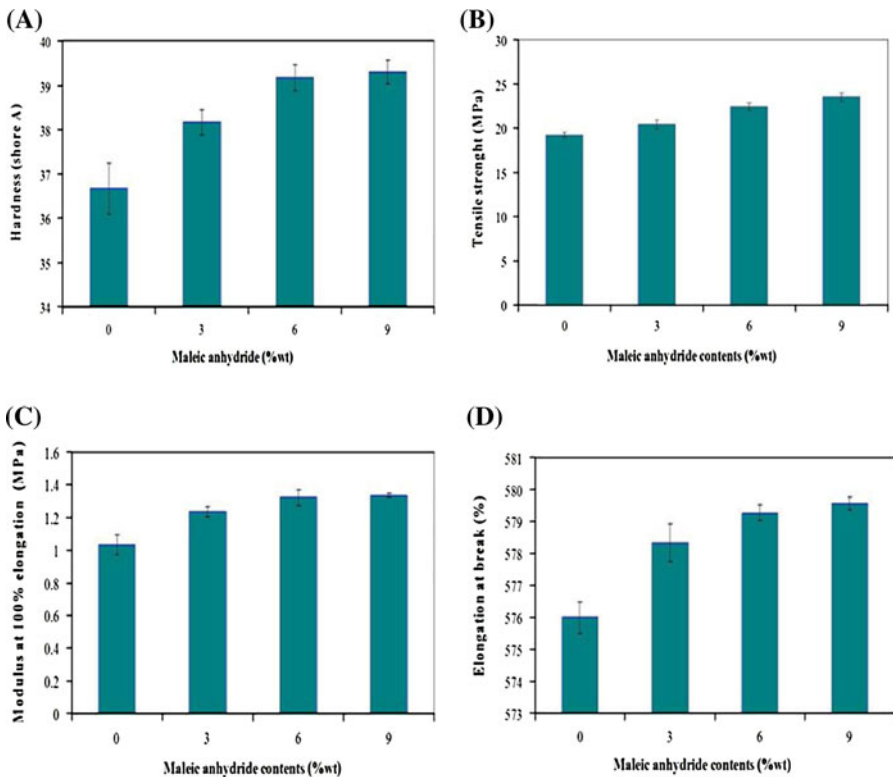 (A)
Hardness (shore A)
40
39
38
37
36
35
34
0 3 6 9
Maleic anhydride (%wt)
(B)
Tensile strenght (MPa)
30
25
20
15
10
5
0
0 3 6 9
Maleic anhydride contents (%wt)
(C)
Modulus at 100% elongation (MPa)
1.6
1.4
1.2
1
0.8
0.6
0.4
0.2
0
0 3 6 9
Maleic anhydride contents (%wt)
(D)
Elongation at break (%)
581
580
579
578
577
576
575
574
573
0 3 6 9
Maleic anhydride contents (%wt)